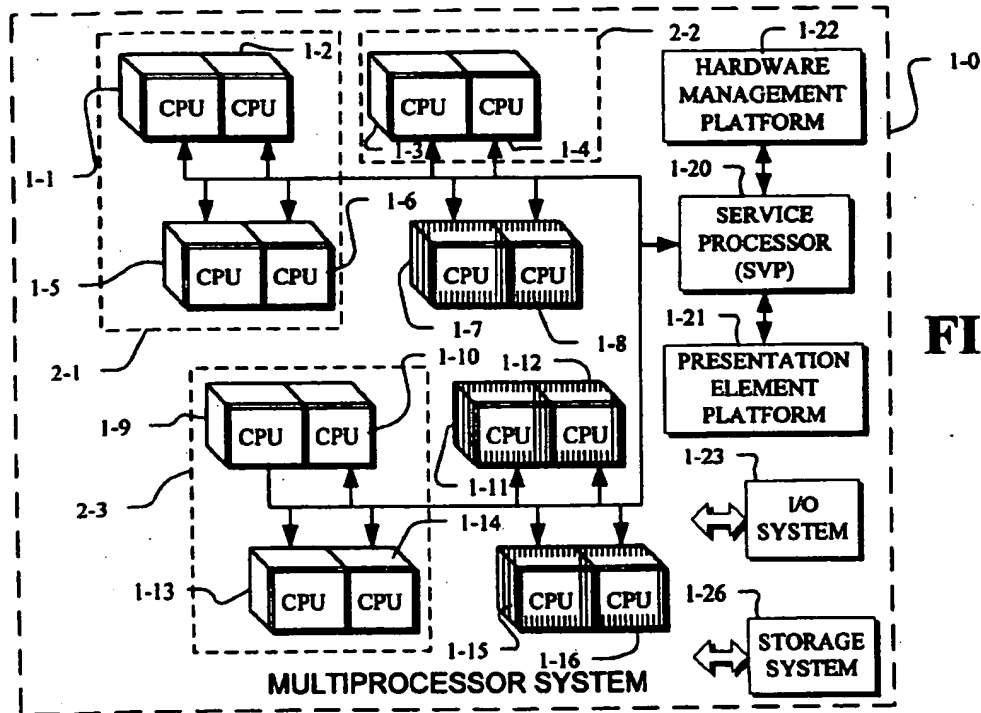 1-2
2-2
1-22
1-0
CPU CPU
CPU CPU
HARDWARE
MANAGEMENT
PLATFORM
1-1
1-3
1-4
1-20
1-6
SERVICE
PROCESSOR
(SVP)
CPU CPU
CPU CPU
1-5
1-7
1-8
1-21
2-1
1-10
1-12
PRESENTATION
ELEMENT
PLATFORM
FI
1-9
CPU CPU
CPU CPU
1-11
1-23
2-3
1-14
I/O
SYSTEM
1-13
CPU CPU
CPU CPU
1-26
1-15
1-16
STORAGE
SYSTEM
MULTIPROCESSOR SYSTEM